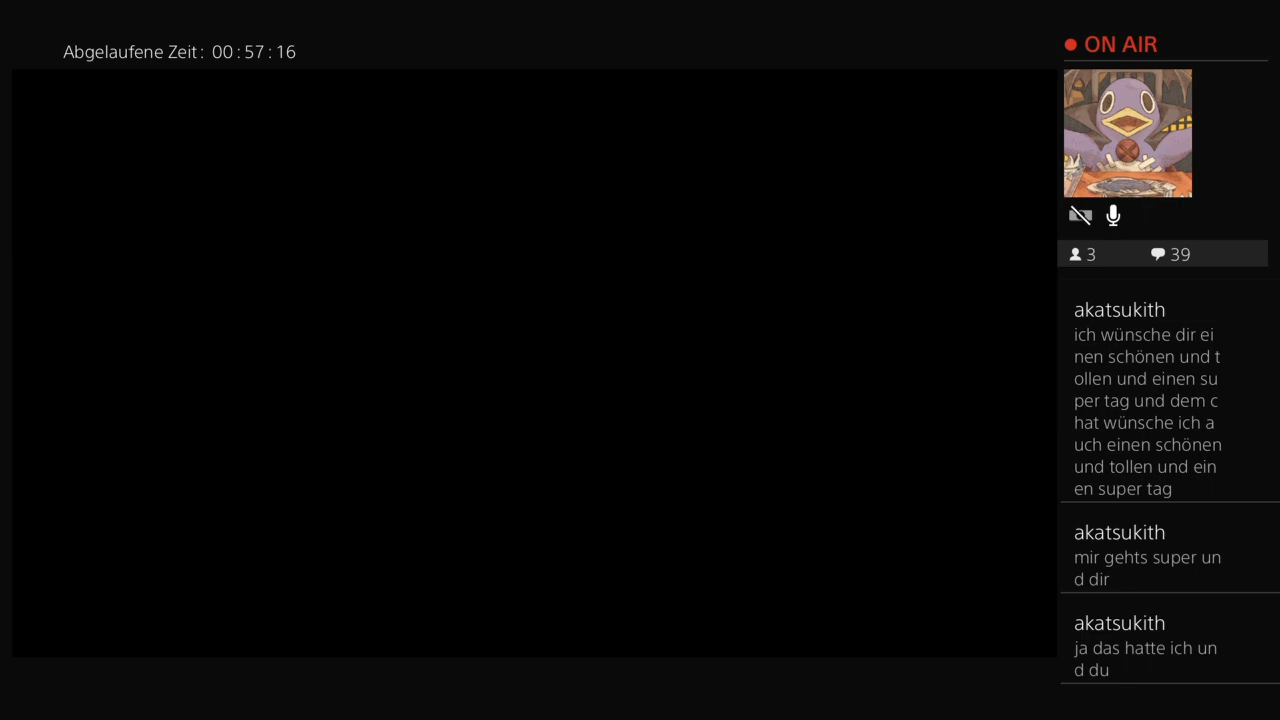 Abgelaufene Zeit: 00:57:16
ON AIR
3
39
akatsukith
ich wünsche dir ei
nen schönen und t
ollen und einen su
per tag und dem c
hat wünsche ich a
uch einen schönen
und tollen und ein
en super tag
akatsukith
mir gehts super un
d dir
akatsukith
ja das hatte ich un
d du